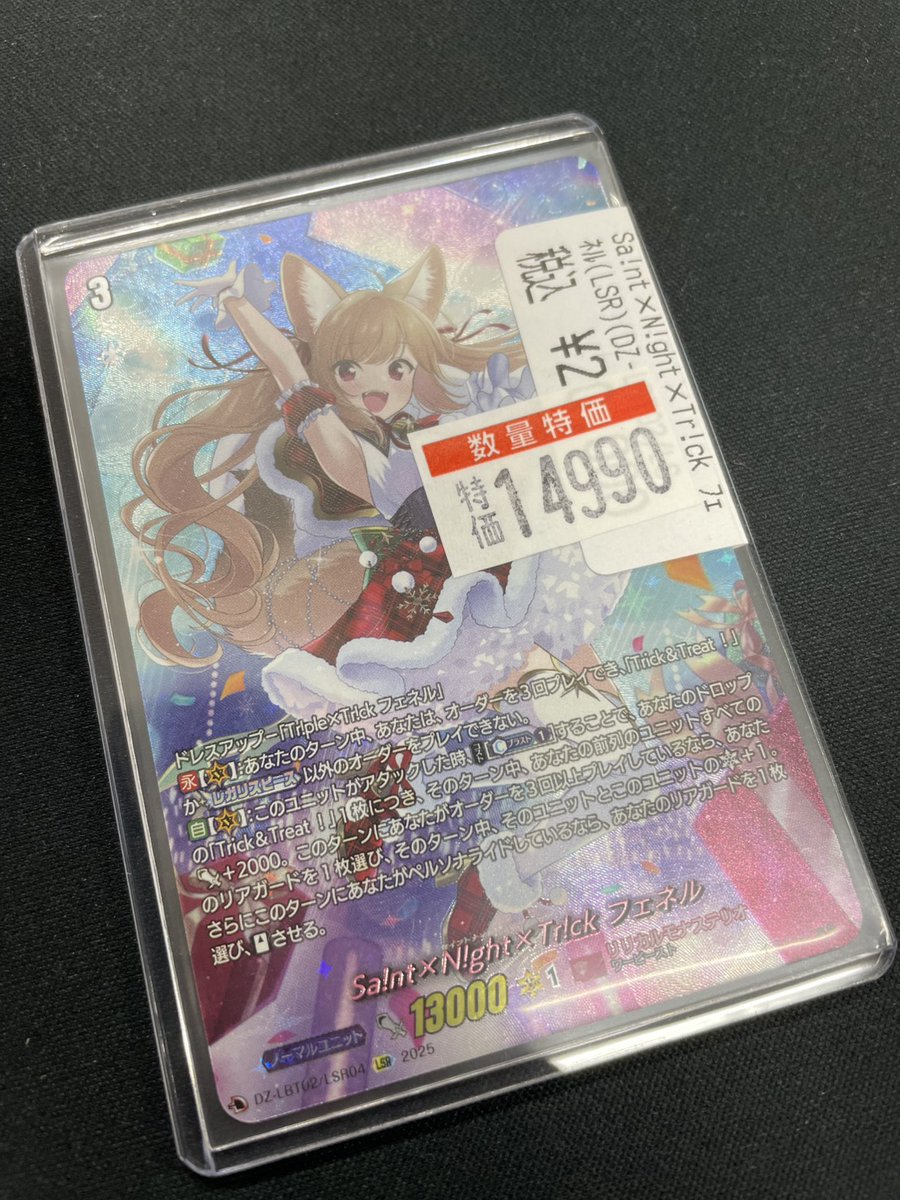 3
Sa!nt×N!ght×Tr!ck フェ
ネル(LSR)(DZ-
税込 ¥2
数量特価
特価 14990
ドレスアップ-「Tr!ple×Tr!ck フェネル」
永【】:あなたのターン中、あなたは、オーダーを3回プレイでき、「Trick&Treat！」
か、レガリスピース以外のオーダーをプレイできない。
自【】:このユニットがアタックした時、【コスト】【ブラスト1】することで、あなたのドロップ
の「Trick&Treat！」1枚につき、そのターン中、あなたの前列のユニットすべての
+2000。このターンにあなたがオーダーを3回以上プレイしているなら、あなた
のリアガードを1枚選び、そのターン中、そのユニットとこのユニットの+1。
さらにこのターンにあなたがペルソナライドしているなら、あなたのリアガードを1枚
選び、させる。
Sa!nt×N!ght×Tr!ck フェネル
リリカルモナステリオ
ワービースト
13000 1
ノーマルユニット
DZ-LBT02/LSR04 LSR 2025